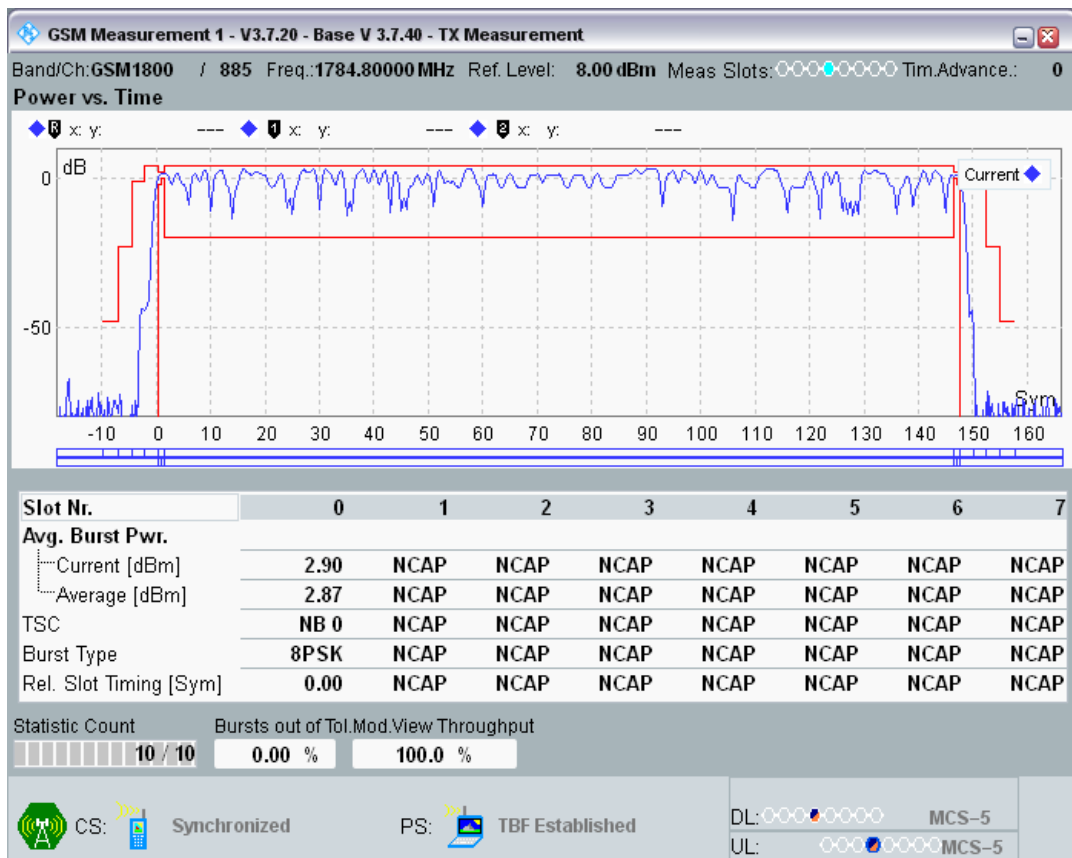 GSM Measurement 1 - V3.7.20 - Base V 3.7.40 - TX Measurement
Band/Ch:GSM1800 / 885 Freq.:1784.80000 MHz Ref. Level: 8.00 dBm Meas Slots: Tim.Advance.: 0
Power vs. Time
R x: y: --- 1 x: y: --- 2 x: y: ---
dB
Current
0
-50
Sym
-10 0 10 20 30 40 50 60 70 80 90 100 110 120 130 140 150 160
Slot Nr. 0 1 2 3 4 5 6 7
Avg. Burst Pwr.
Current [dBm] 2.90 NCAP NCAP NCAP NCAP NCAP NCAP NCAP
Average [dBm] 2.87 NCAP NCAP NCAP NCAP NCAP NCAP NCAP
TSC NB 0 NCAP NCAP NCAP NCAP NCAP NCAP NCAP
Burst Type 8PSK NCAP NCAP NCAP NCAP NCAP NCAP NCAP
Rel. Slot Timing [Sym] 0.00 NCAP NCAP NCAP NCAP NCAP NCAP NCAP
Statistic Count Bursts out of Tol. Mod.View Throughput
10 / 10 0.00 % 100.0 %
CS: Synchronized PS: TBF Established
DL: MCS-5
UL: MCS-5